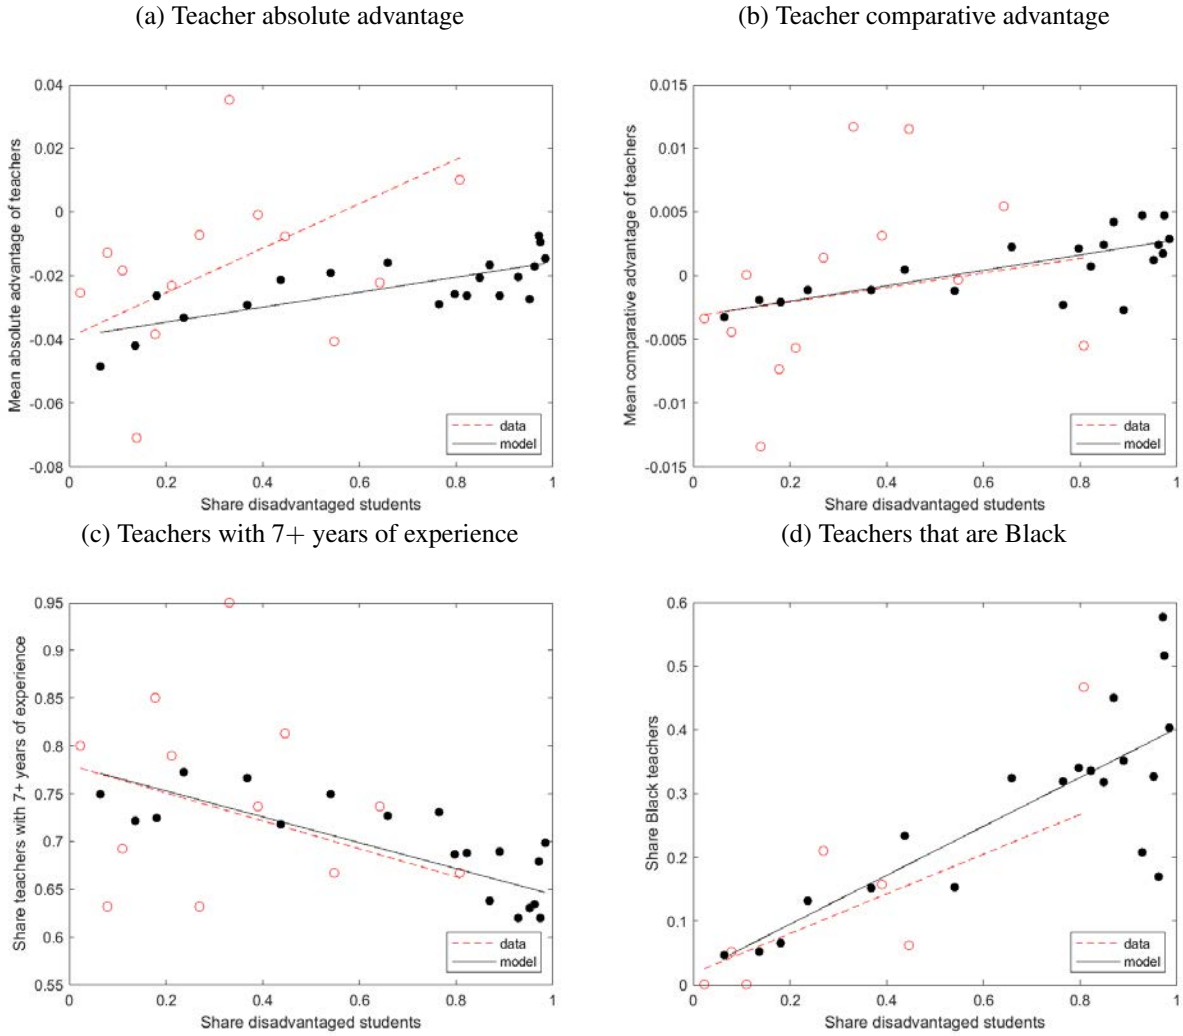 (a) Teacher absolute advantage
(b) Teacher comparative advantage
Mean absolute advantage of teachers
0.04
0.02
0
-0.02
-0.04
-0.06
-0.08
0 0.2 0.4 0.6 0.8 1
Share disadvantaged students
data
model
Mean comparative advantage of teachers
0.015
0.01
0.005
0
-0.005
-0.01
-0.015
0 0.2 0.4 0.6 0.8 1
Share disadvantaged students
data
model
(c) Teachers with 7+ years of experience
(d) Teachers that are Black
Share teachers with 7+ years of experience
0.95
0.9
0.85
0.8
0.75
0.7
0.65
0.6
0.55
0 0.2 0.4 0.6 0.8 1
Share disadvantaged students
data
model
Share Black teachers
0.6
0.5
0.4
0.3
0.2
0.1
0
0 0.2 0.4 0.6 0.8 1
Share disadvantaged students
data
model